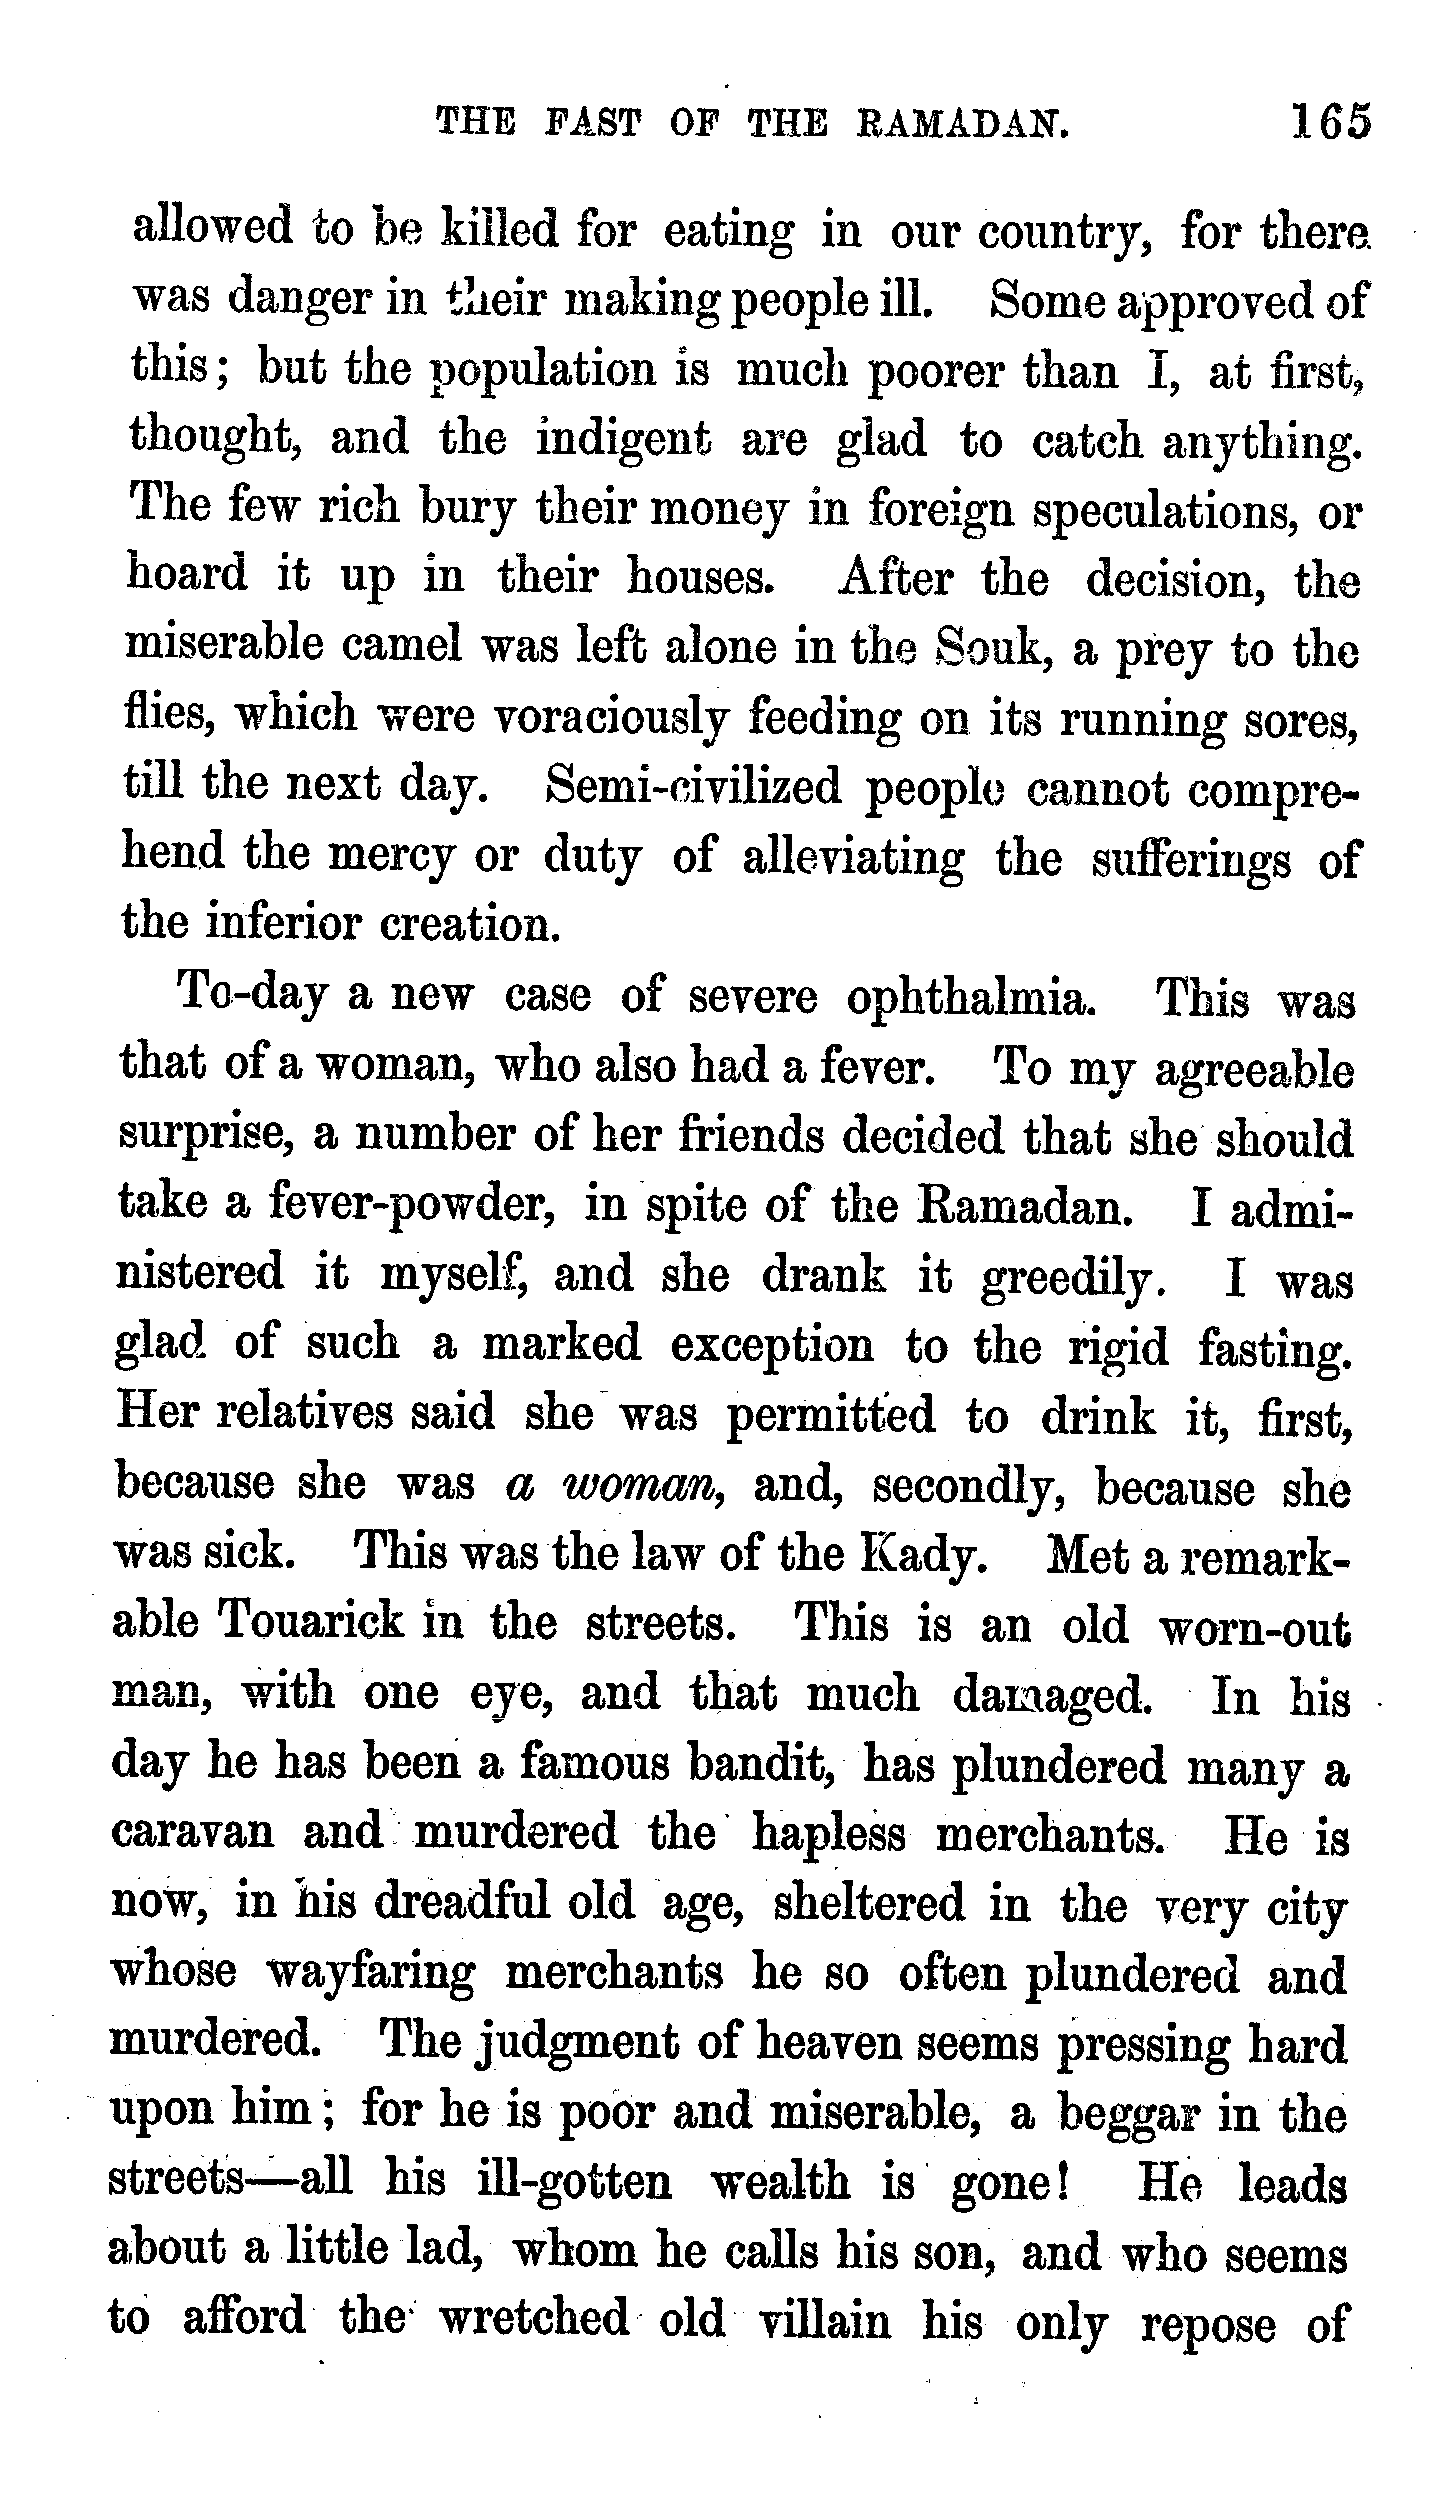 THE FAST OF THE RAMADAN. 165
allowed to be killed for eating in our country, for there
was danger in their making people ill. Some approved of
this; but the population is much poorer than I, at first,
thought, and the indigent are glad to catch anything.
The few rich bury their money in foreign speculations, or
hoard it up in their houses. After the decision, the
miserable camel was left alone in the Souk, a prey to the
flies, which were voraciously feeding on its running sores,
till the next day. Semi-civilized people cannot compre-
hend the mercy or duty of alleviating the sufferings of
the inferior creation.
To-day a new case of severe ophthalmia. This was
that of a woman, who also had a fever. To my agreeable
surprise, a number of her friends decided that she should
take a fever-powder, in spite of the Ramadan. I admi-
nistered it myself, and she drank it greedily. I was
glad of such a marked exception to the rigid fasting.
Her relatives said she was permitted to drink it, first,
because she was a woman, and, secondly, because she
was sick. This was the law of the Kady. Met a remark-
able Touarick in the streets. This is an old worn-out
man, with one eye, and that much damaged. In his
day he has been a famous bandit, has plundered many a
caravan and murdered the hapless merchants. He is
now, in his dreadful old age, sheltered in the very city
whose wayfaring merchants he so often plundered and
murdered. The judgment of heaven seems pressing hard
upon him; for he is poor and miserable, a beggar in the
streets—all his ill-gotten wealth is gone! He leads
about a little lad, whom he calls his son, and who seems
to afford the wretched old villain his only repose of